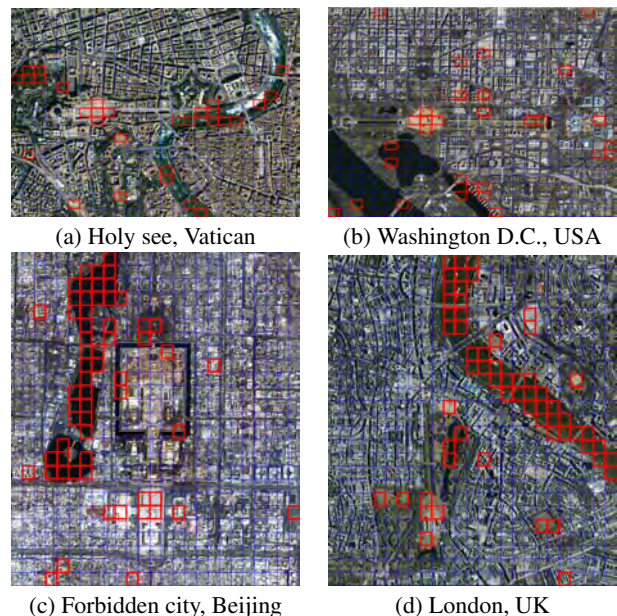 (a) Holy see, Vatican
(b) Washington D.C., USA
(c) Forbidden city, Beijing
(d) London, UK